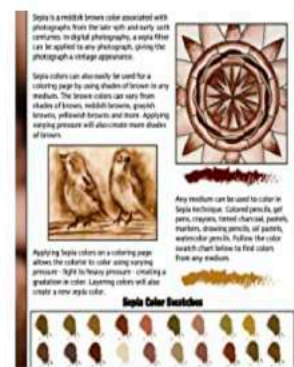 Sepia is a reddish brown color associated with
photographs from the late 19th and early 20th
centuries. In digital photography, a sepia filter
can be applied to any photograph, giving the
photograph a vintage appearance.
Sepia colors can also easily be used for a
coloring page by using shades of brown in any
medium. The brown colors can vary from
shades of brown, reddish browns, grayish
browns, yellowish browns and more. Applying
varying pressure will also create more shades
of brown.
Applying Sepia colors on a coloring page
allows the colorist to color using varying
pressure - light to heavy pressure - creating a
gradation in color. Layering colors will also
create a new sepia color.
Any medium can be used to color in
Sepia technique. Colored pencils, gel
pens, crayons, tinted charcoal, pastels,
markers, drawing pencils, oil pastels,
watercolor pencils. Follow the color
swatch chart below to find colors
from any medium.
Sepia Color Swatches